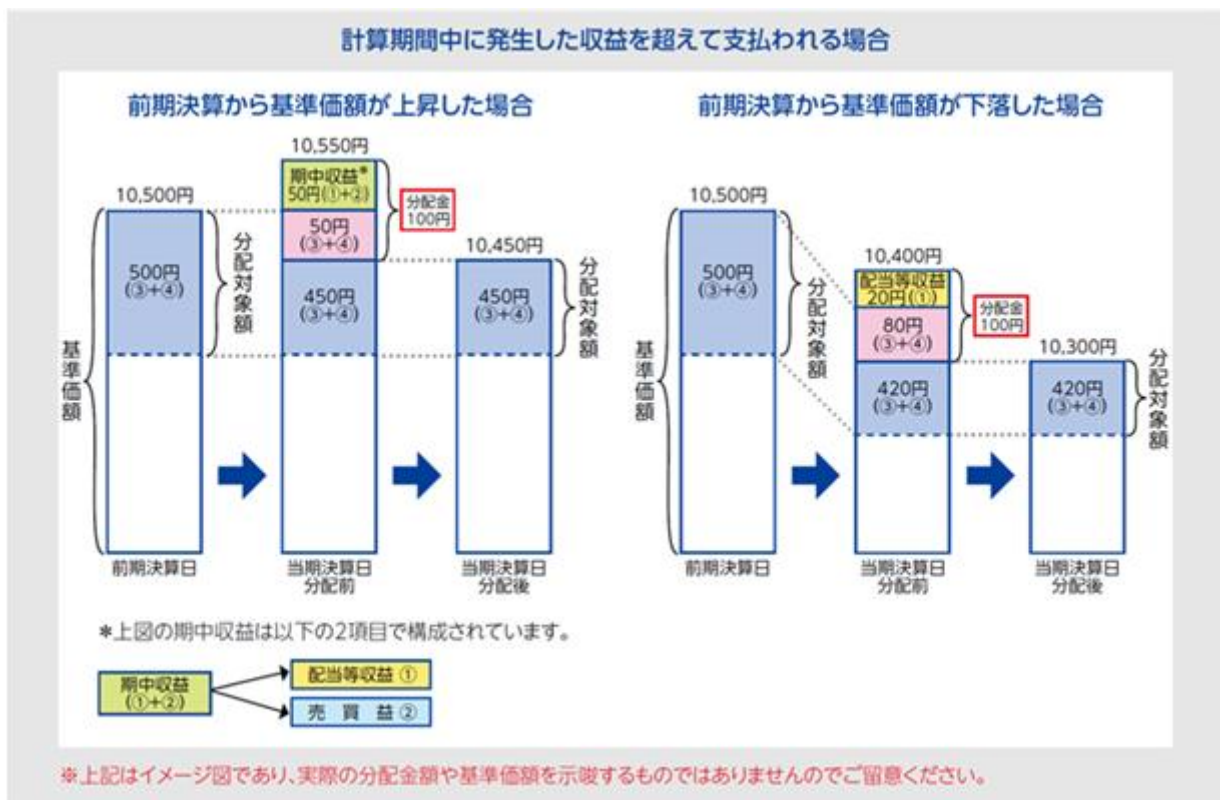 計算期間中に発生した収益を超えて支払われる場合
前期決算から基準価額が上昇した場合
10,500円
500円
(③+④)
分配対象額
基準価額
前期決算日
10,550円
期中収益*
50円(①+②)
50円
(③+④)
450円
(③+④)
分配金
100円
当期決算日
分配前
10,450円
450円
(③+④)
分配対象額
当期決算日
分配後
前期決算から基準価額が下落した場合
10,500円
500円
(③+④)
分配対象額
基準価額
前期決算日
10,400円
配当等収益
20円(①)
80円
(③+④)
420円
(③+④)
分配金
100円
当期決算日
分配前
10,300円
420円
(③+④)
分配対象額
当期決算日
分配後
*上図の期中収益は以下の2項目で構成されています。
期中収益
(①+②)
配当等収益 ①
売 買 益 ②
※上記はイメージ図であり、実際の分配金額や基準価額を示唆するものではありませんのでご留意ください。